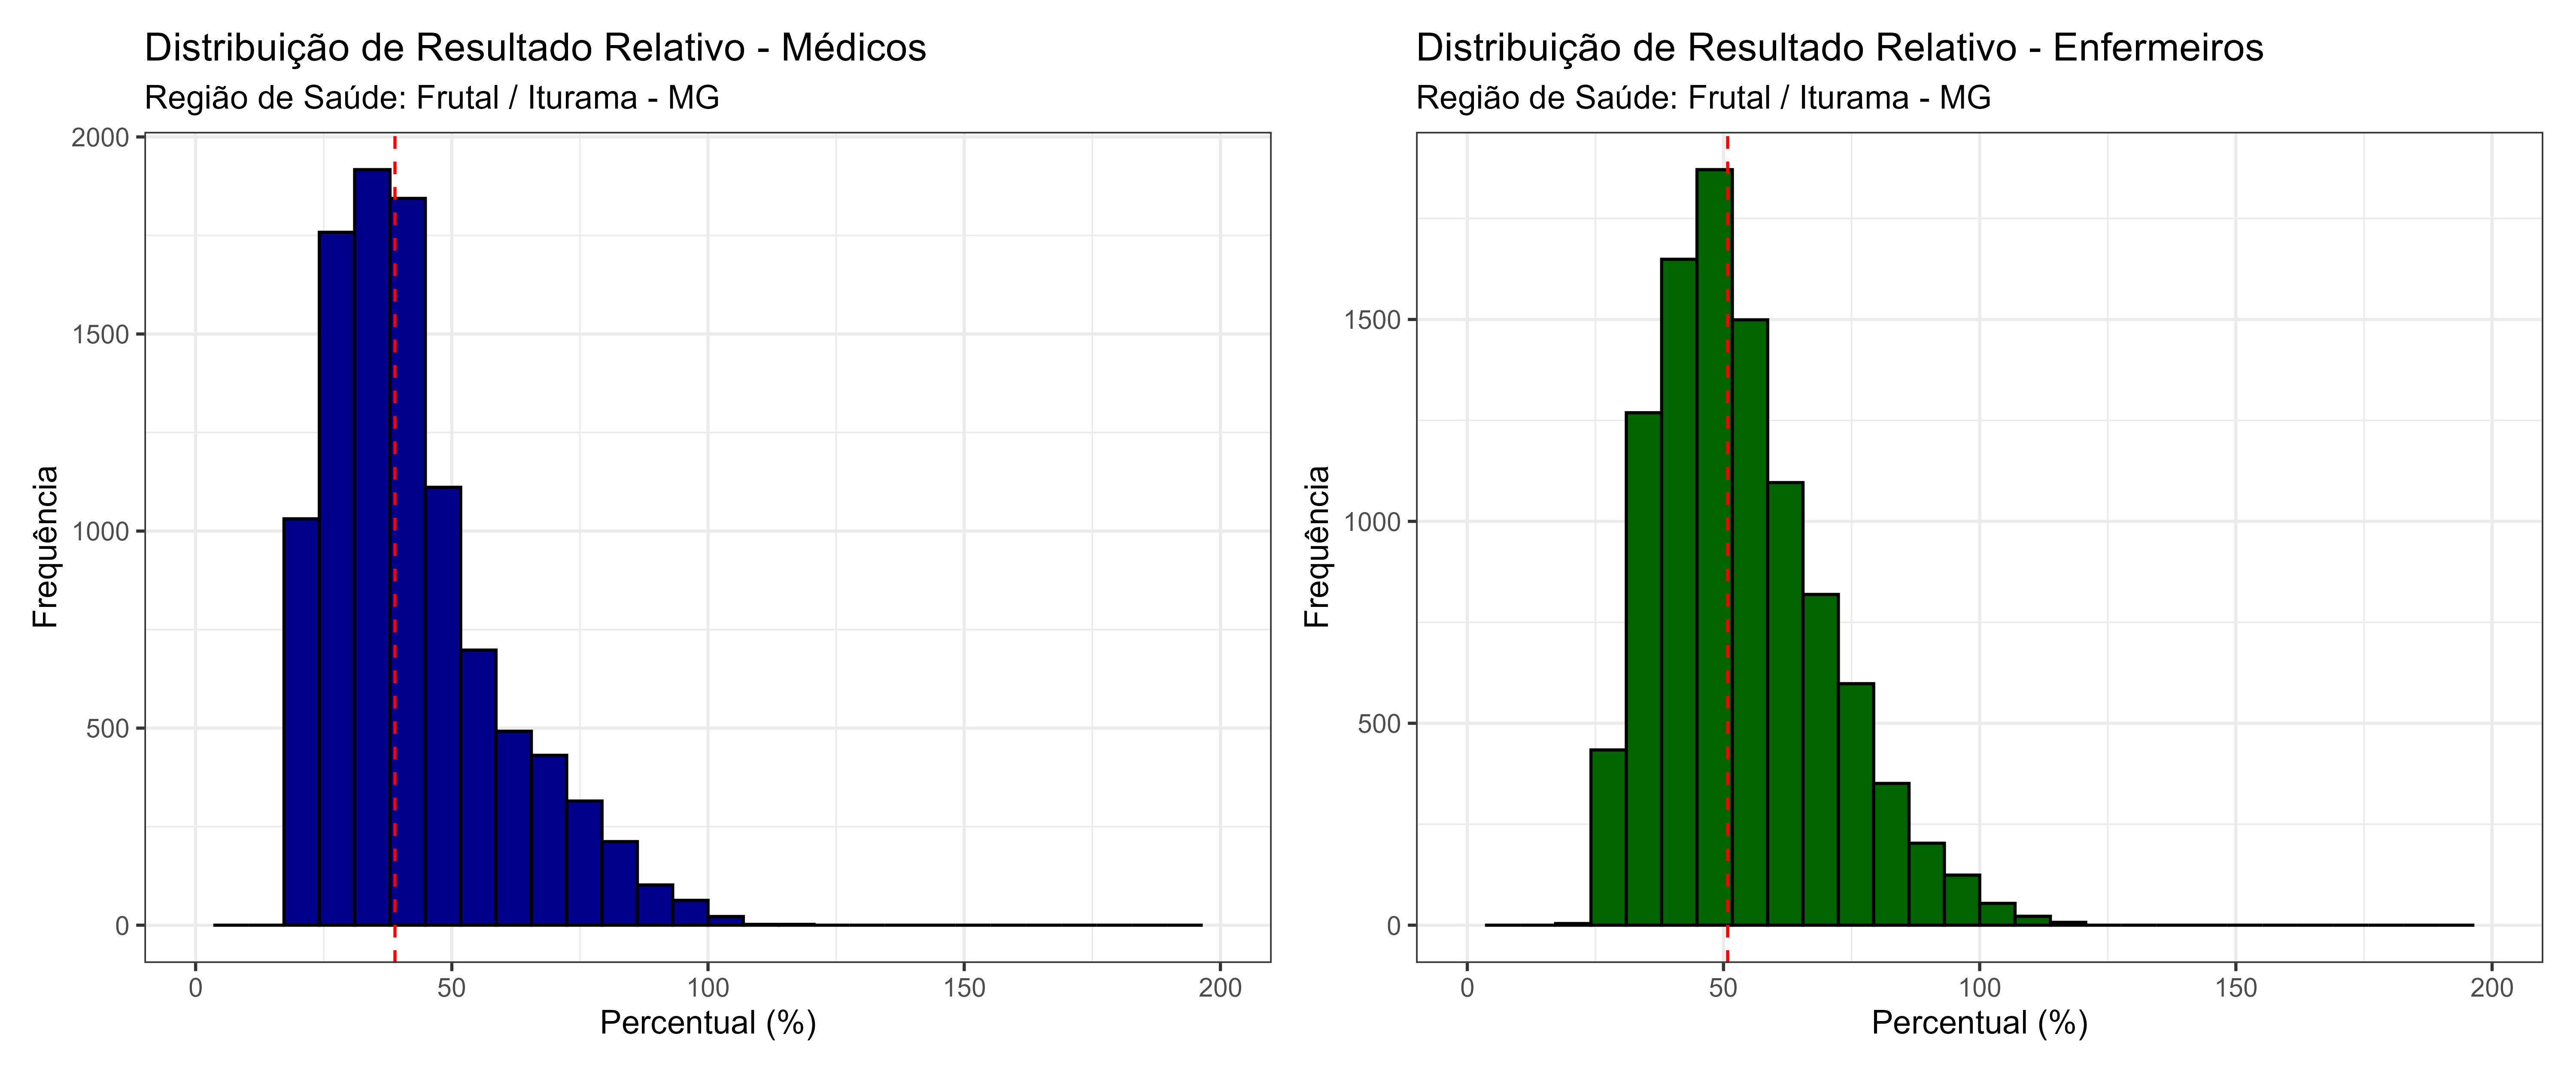 Distribuição de Resultado Relativo - Médicos
Região de Saúde: Frutal / Iturama - MG
2000
1500
1000
500
0
Frequência
0 50 100 150 200
Percentual (%)
Distribuição de Resultado Relativo - Enfermeiros
Região de Saúde: Frutal / Iturama - MG
1500
1000
500
0
Frequência
0 50 100 150 200
Percentual (%)